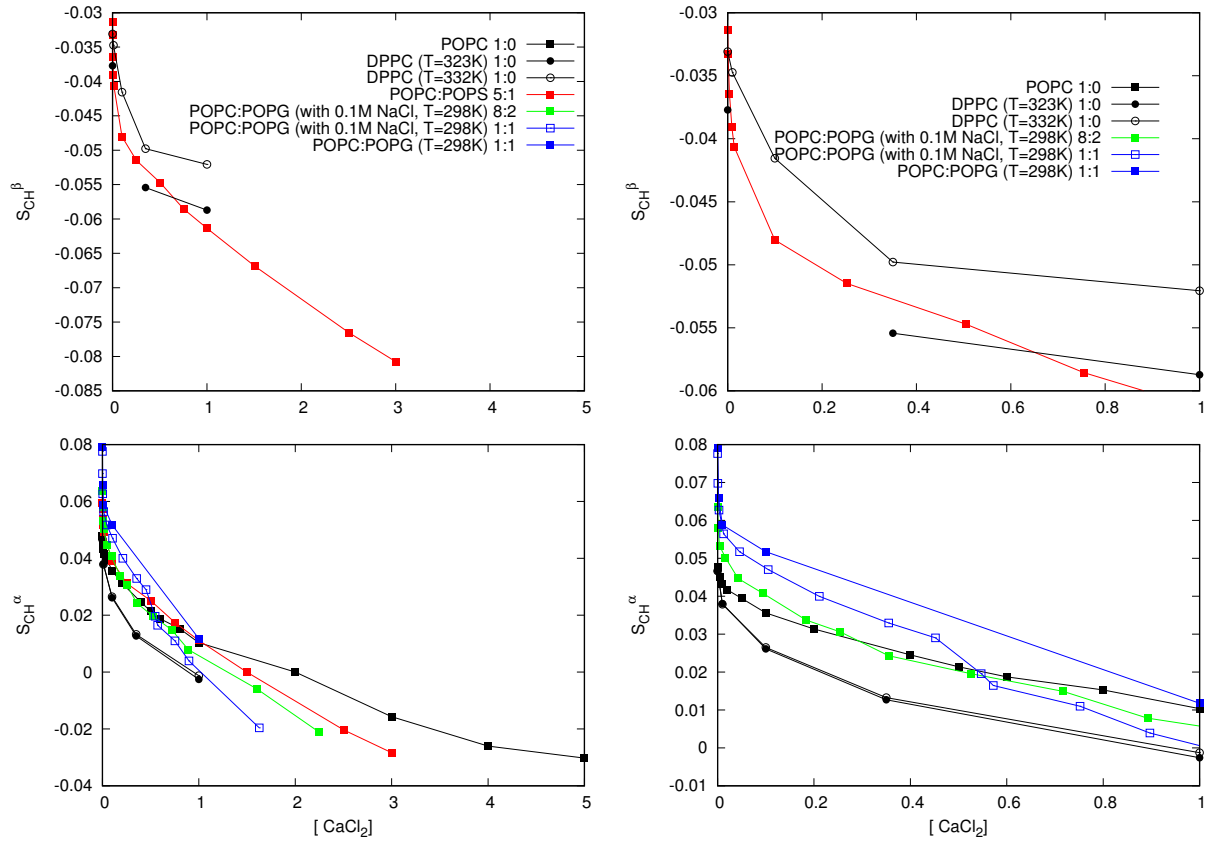 -0.03
-0.035
-0.04
-0.045
-0.05
-0.055
-0.06
-0.065
-0.07
-0.075
-0.08
-0.085
0 1 2 3 4 5
S_CH^β
POPC 1:0
DPPC (T=323K) 1:0
DPPC (T=332K) 1:0
POPC:POPS 5:1
POPC:POPG (with 0.1M NaCl, T=298K) 8:2
POPC:POPG (with 0.1M NaCl, T=298K) 1:1
POPC:POPG (T=298K) 1:1
-0.03
-0.035
-0.04
-0.045
-0.05
-0.055
-0.06
0 0.2 0.4 0.6 0.8 1
S_CH^β
POPC 1:0
DPPC (T=323K) 1:0
DPPC (T=332K) 1:0
POPC:POPG (with 0.1M NaCl, T=298K) 8:2
POPC:POPG (with 0.1M NaCl, T=298K) 1:1
POPC:POPG (T=298K) 1:1
0.08
0.06
0.04
0.02
0
-0.02
-0.04
0 1 2 3 4 5
S_CH^α
[ CaCl₂]
0.08
0.07
0.06
0.05
0.04
0.03
0.02
0.01
0
-0.01
0 0.2 0.4 0.6 0.8 1
S_CH^α
[ CaCl₂]